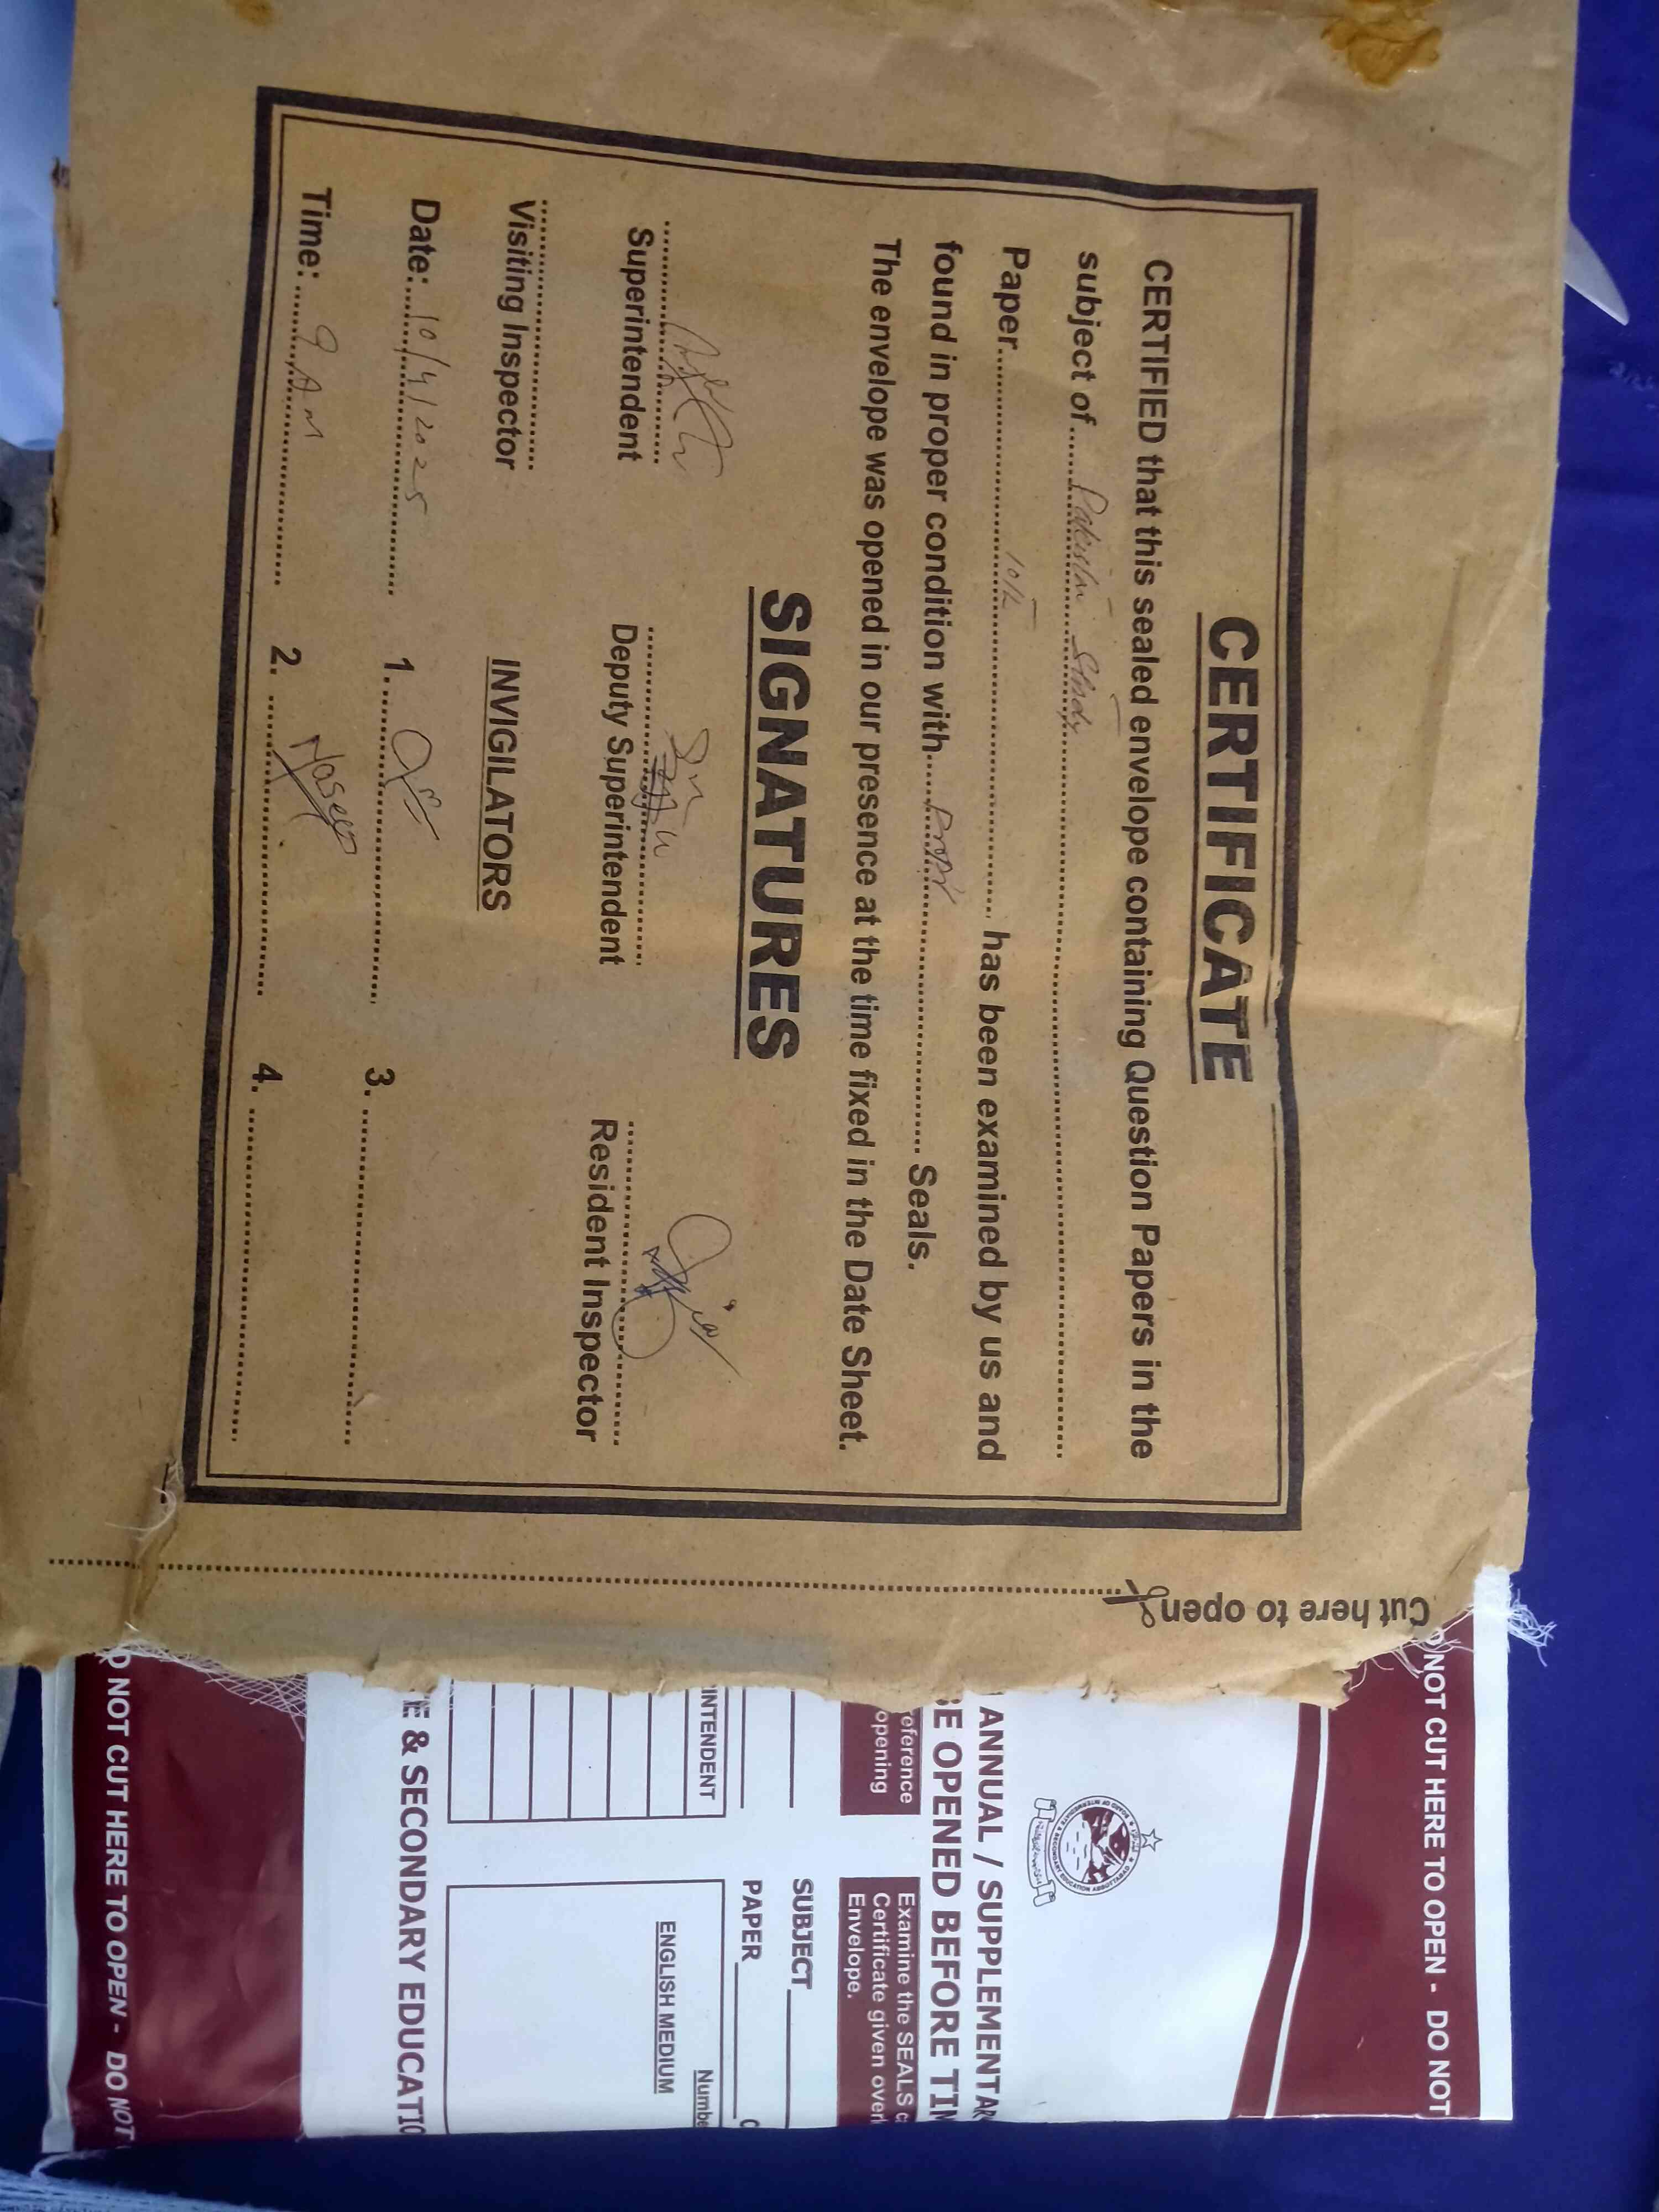 CERTIFICATE
CERTIFIED that this sealed envelope containing Question Papers in the
subject of Pakistan Study
Paper 10th has been examined by us and
found in proper condition with Proper Seals.
The envelope was opened in our presence at the time fixed in the Date Sheet.
SIGNATURES
Superintendent
Deputy Superintendent
Resident Inspector
Visiting Inspector
INVIGILATORS
Date: 10/4/2025
1.
3.
Time: 9 AM
2. Haseeb
4.
Cut here to open
NOT CUT HERE TO OPEN - DO NOT
ANNUAL / SUPPLEMENTAR
BE OPENED BEFORE TIM
eference
opening
Examine the SEALS
Certificate given over
Envelope.
SUBJECT
PAPER
INTENDENT
Numbe
ENGLISH MEDIUM
E & SECONDARY EDUCATIO
O NOT CUT HERE TO OPEN - DO NOT